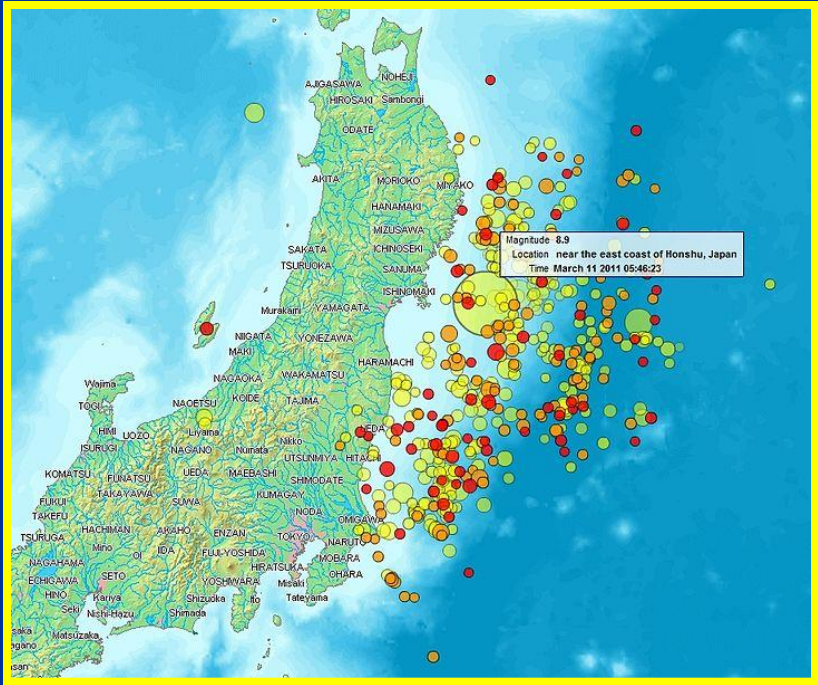 NOHEJI
AJIGASAWA
HIROSAKI
Sambongi
ODATE
AKITA
MORIOKO
MIYAKO
HANAMAKI
MIZUSAWA
Magnitude 8.9
Location near the east coast of Honshu, Japan
Time March 11 2011 05:46:23
SAKATA
ICHINOSEKI
TSURUOKA
SANUMA
ISHINOMAKI
Murakami
YAMAGATA
NIIGATA
YONEZAWA
MAKI
HARAMACHI
WAKAMATSU
NAGAOKA
Wajima
KOIDE
TAJIMA
TOGI
NAOETSU
HIMI
UOZO
Liyama
Nikko
ISURUGI
NAGANO
Numata
UTSUNMIYA
HITACHI
KOMATSU
FUNATSU
UEDA
MAEBASHI
SHIMODATE
TAKAYAWA
KUMAGAY
FUKUI
SUWA
NODA
TAKEFU
OMIGAWA
HACHIMAN
AKAHO
ENZAN
TOKYO
TSURUGA
NARUTO
Mino
OI
IDA
FUJI-YOSHIDA
MOBARA
NAGAHAMA
HIRATSUKA
OHARA
ECHIGAWA
SETO
YOSHIWARA
Misaki
HINO
Kariya
Shizuoka
Ito
Tateyama
Seki
Nishi-Hazu
Shimada
Matsuzaka